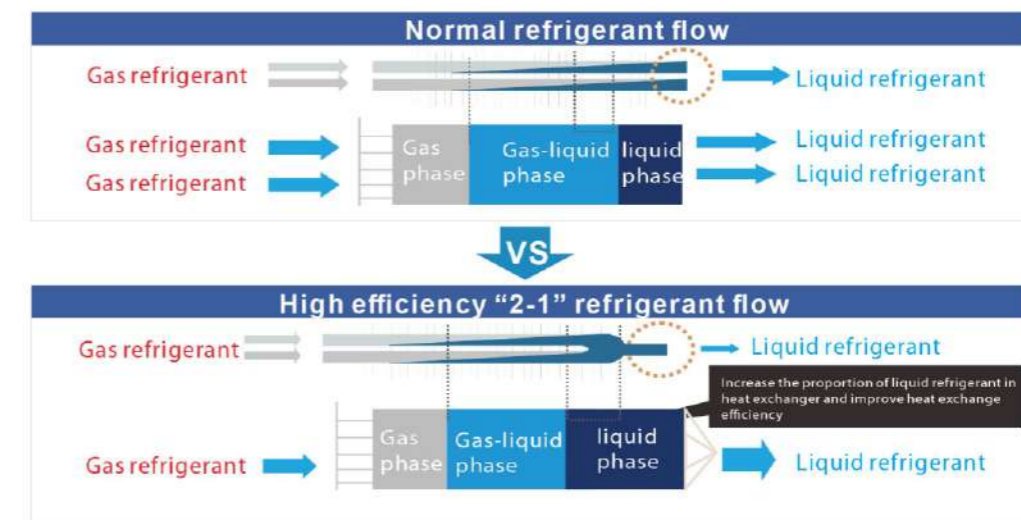 Normal refrigerant flow
Gas refrigerant
Liquid refrigerant
Gas refrigerant
Gas refrigerant
Gas phase
Gas-liquid phase
liquid phase
Liquid refrigerant
Liquid refrigerant
VS
High efficiency “2-1” refrigerant flow
Gas refrigerant
Liquid refrigerant
Increase the proportion of liquid refrigerant in
heat exchanger and improve heat exchange
efficiency
Gas refrigerant
Gas
phase
Gas-liquid
phase
liquid
phase
Liquid refrigerant